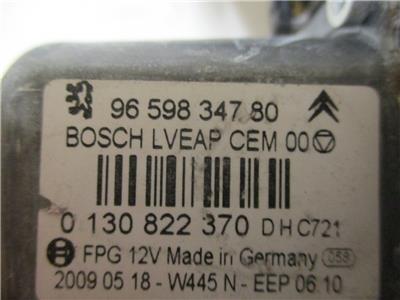 96 598 347 80
BOSCH LVEAP CEM 00
0 130 822 370 DHC721
FPG 12V Made in Germany 058
2009 05 18 - W445 N - EEP 06 10